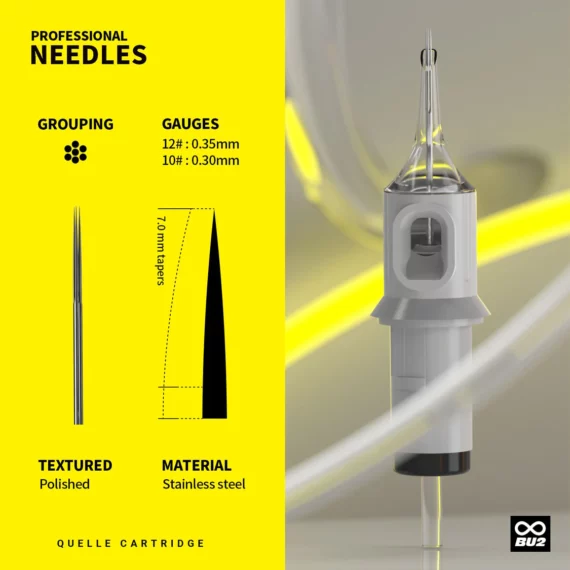 PROFESSIONAL
NEEDLES
GROUPING
GAUGES
12# : 0.35mm
10# : 0.30mm
7.0 mm tapers
TEXTURED
Polished
MATERIAL
Stainless steel
QUELLE CARTRIDGE
BU2